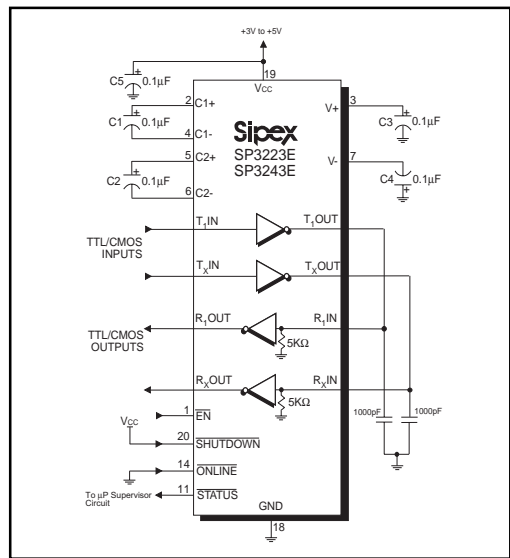 +3V to +5V
19
VCC
C5
+
0.1µF
2
C1+
C1
+
0.1µF
4
C1-
5
C2+
C2
+
0.1µF
6
C2-
Sipex
SP3223E
SP3243E
V+
3
C3
+
0.1µF
V-
7
C4
0.1µF
+
TTL/CMOS
INPUTS
T1IN
T1OUT
TXIN
TXOUT
TTL/CMOS
OUTPUTS
R1OUT
R1IN
5KΩ
RXOUT
RXIN
5KΩ
1000pF
1000pF
1
EN
VCC
20
SHUTDOWN
14
ONLINE
To µP Supervisor
Circuit
11
STATUS
GND
18